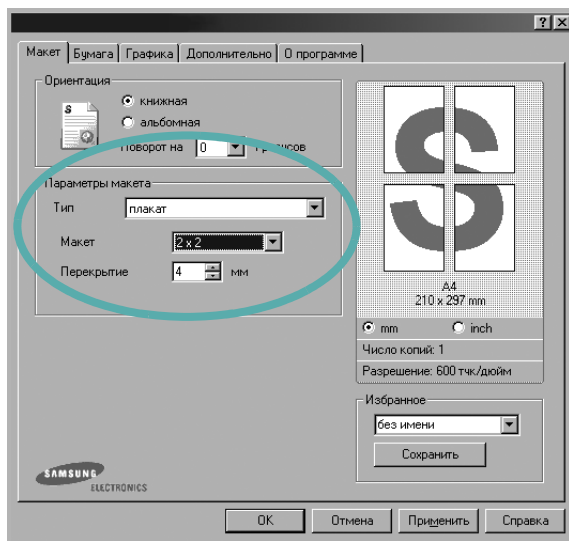 Макет Бумага Графика Дополнительно О программе
Ориентация
S
книжная
альбомная
Поворот на 0
Параметры макета
Тип плакат
Макет 2 x 2
Перекрытие 4 мм
A4
210 x 297 mm
mm inch
Число копий: 1
Разрешение: 600 тчк/дюйм
Избранное
без имени
Сохранить
SAMSUNG
ELECTRONICS
OK Отмена Применить Справка